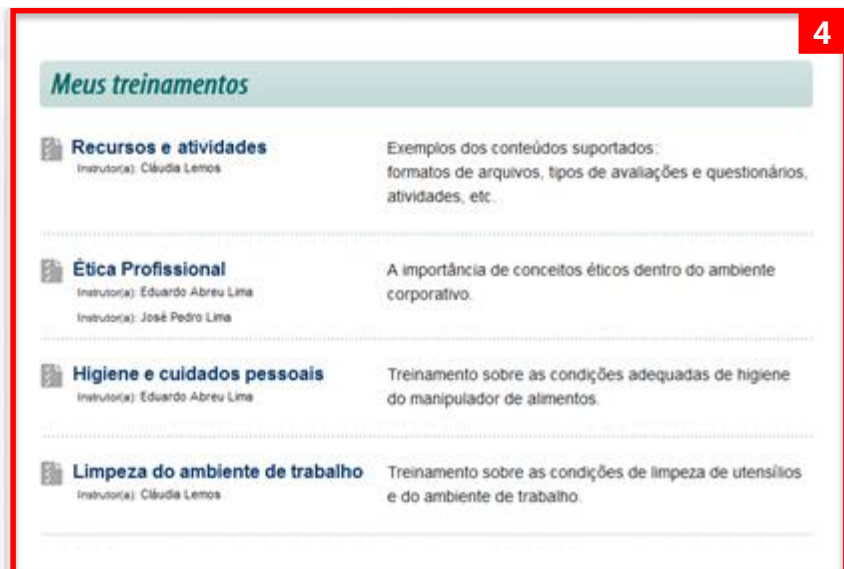 4
Meus treinamentos
Recursos e atividades
Instrutor(a): Cláudia Lemos
Exemplos dos conteúdos suportados:
formatos de arquivos, tipos de avaliações e questionários,
atividades, etc.
Ética Profissional
Instrutor(a): Eduardo Abreu Lima
Instrutor(a): José Pedro Lima
A importância de conceitos éticos dentro do ambiente
corporativo.
Higiene e cuidados pessoais
Instrutor(a): Eduardo Abreu Lima
Treinamento sobre as condições adequadas de higiene
do manipulador de alimentos.
Limpeza do ambiente de trabalho
Instrutor(a): Cláudia Lemos
Treinamento sobre as condições de limpeza de utensílios
e do ambiente de trabalho.